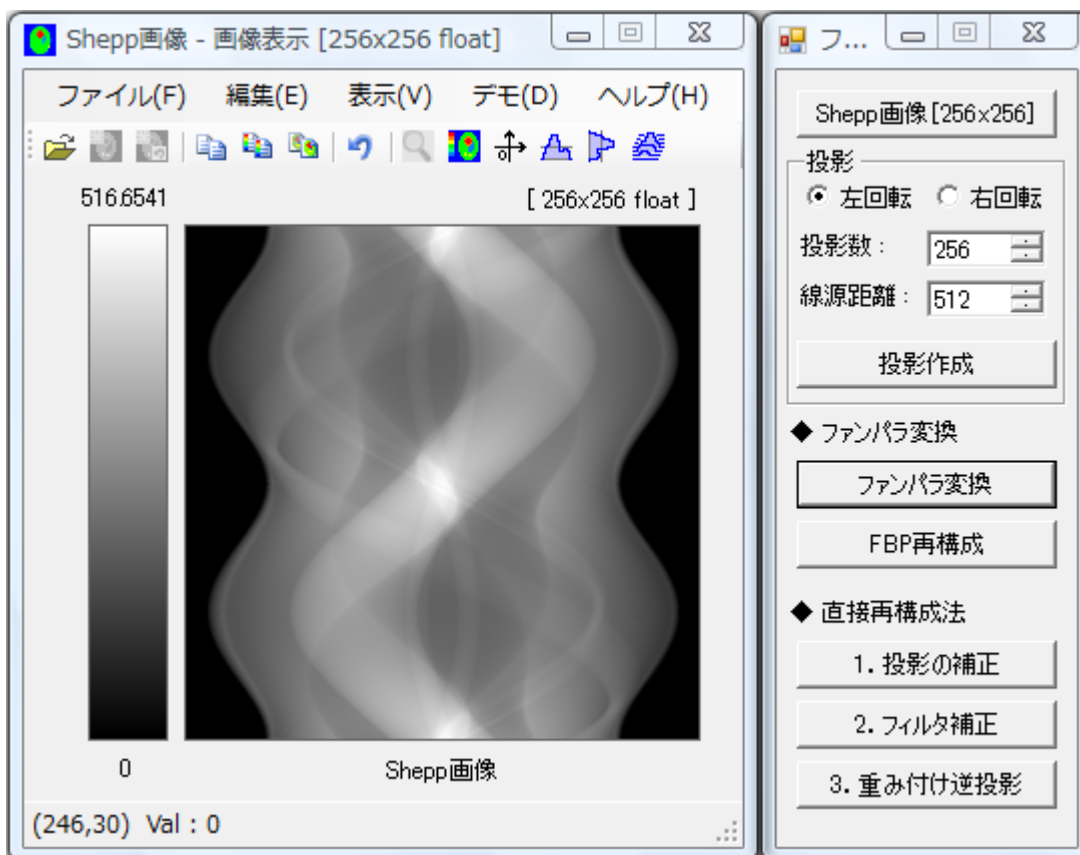 Shepp画像 - 画像表示 [256x256 float]
ファイル(F) 編集(E) 表示(V) デモ(D) ヘルプ(H)
516.6541
[ 256x256 float ]
0
Shepp画像
(246,30) Val : 0
フ...
Shepp画像[256x256]
投影
左回転 右回転
投影数 : 256
線源距離 : 512
投影作成
◆ ファンパラ変換
ファンパラ変換
FBP再構成
◆ 直接再構成法
1. 投影の補正
2. フィルタ補正
3. 重み付け逆投影